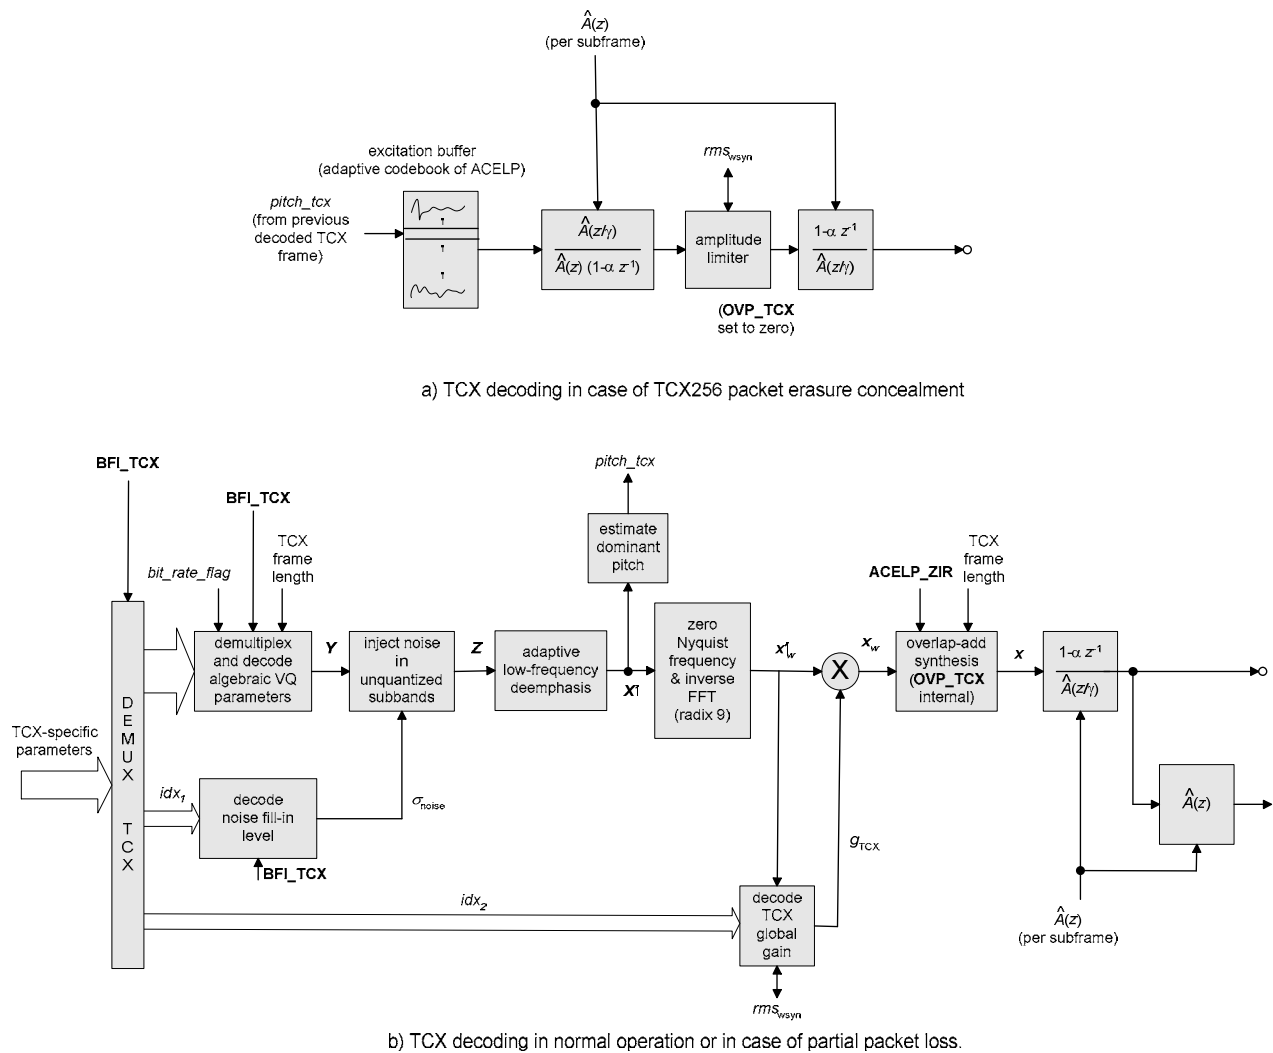 Â(z)
(per subframe)
excitation buffer
(adaptive codebook of ACELP)
rms_wsyn
pitch_tcx
(from previous
decoded TCX
frame)
Â(z/γ)
Â(z) (1-α z⁻¹)
amplitude
limiter
1-α z⁻¹
Â(z/γ)
(OVP_TCX
set to zero)
a) TCX decoding in case of TCX256 packet erasure concealment
BFI_TCX
pitch_tcx
BFI_TCX
estimate
dominant
pitch
TCX
frame
length
bit_rate_flag
ACELP_ZIR
TCX
frame
length
demultiplex
and decode
algebraic VQ
parameters
Y
inject noise
in
unquantized
subbands
Z
adaptive
low-frequency
deemphasis
X'
zero
Nyquist
frequency
& inverse
FFT
(radix 9)
x'_w
X
x_w
overlap-add
synthesis
(OVP_TCX
internal)
x
1-α z⁻¹
Â(z/γ)
DEMUX TCX
TCX-specific
parameters
idx₁
decode
noise fill-in
level
σ_noise
BFI_TCX
g_TCX
Â(z)
idx₂
decode
TCX
global
gain
Â(z)
(per subframe)
rms_wsyn
b) TCX decoding in normal operation or in case of partial packet loss.